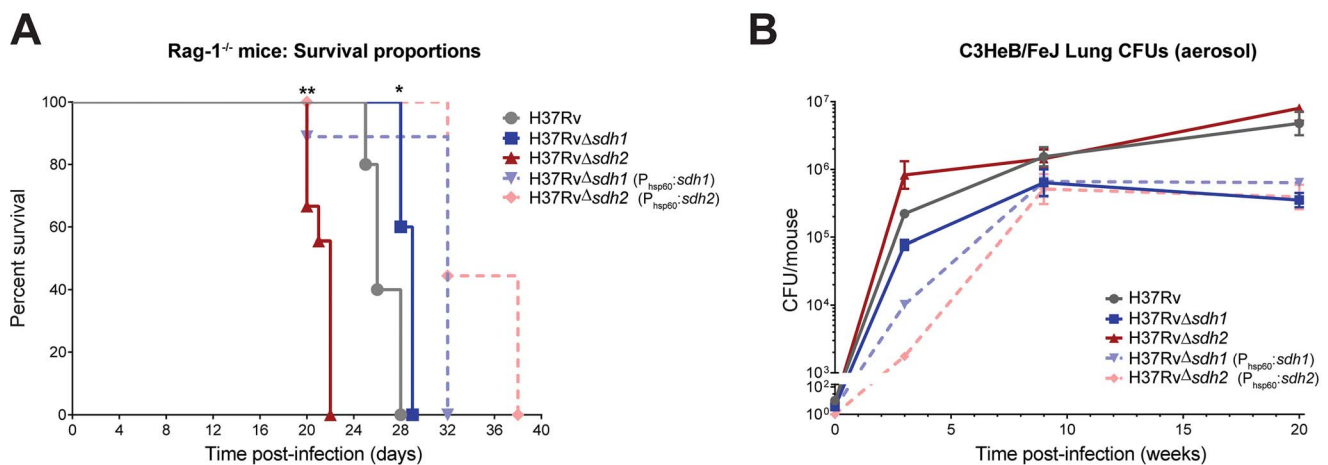 A
Rag-1-/- mice: Survival proportions
** *
100
80
60
40
20
0
Percent survival
0 4 8 12 16 20 24 28 32 36 40
Time post-infection (days)
H37Rv
H37RvΔsdh1
H37RvΔsdh2
H37RvΔsdh1 (Phsp60:sdh1)
H37RvΔsdh2 (Phsp60:sdh2)
B
C3HeB/FeJ Lung CFUs (aerosol)
10⁷
10⁶
10⁵
10⁴
10³
10²
10⁰
CFU/mouse
0 5 10 15 20
Time post-infection (weeks)
H37Rv
H37RvΔsdh1
H37RvΔsdh2
H37RvΔsdh1 (Phsp60:sdh1)
H37RvΔsdh2 (Phsp60:sdh2)